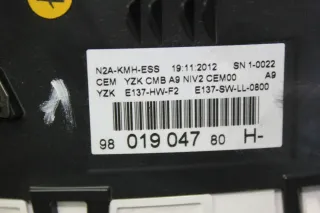 N2A-KMH-ESS 19:11:2012 SN 1-0022
CEM YZK CMB A9 NIV2 CEM00 A9
YZK E137-HW-F2 E137-SW-LL-0800
98 019 047 80 H-
1